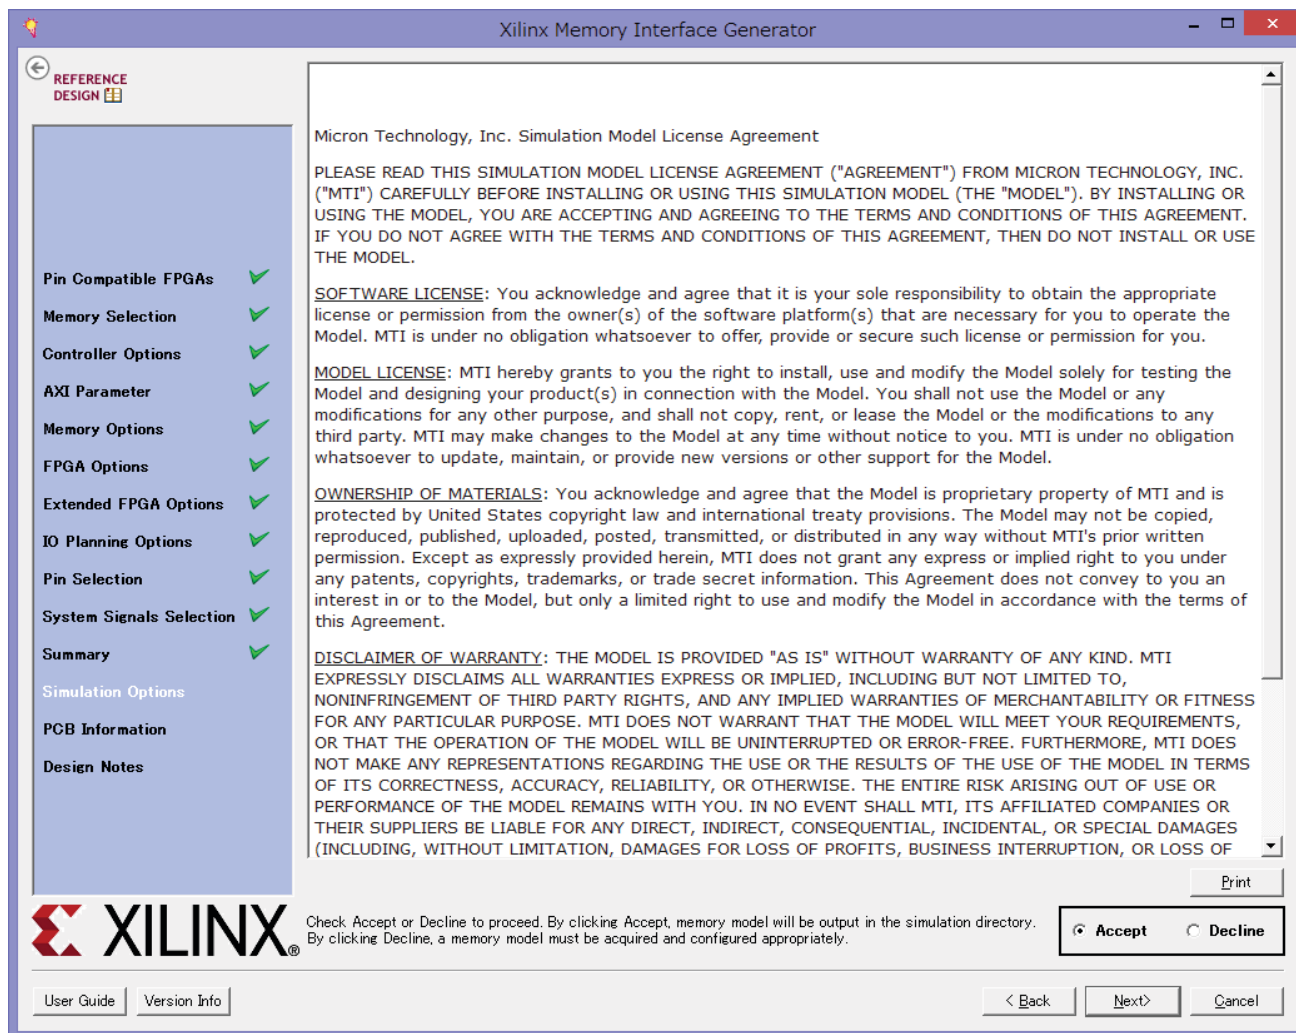 Xilinx Memory Interface Generator
REFERENCE
DESIGN
Pin Compatible FPGAs
Memory Selection
Controller Options
AXI Parameter
Memory Options
FPGA Options
Extended FPGA Options
IO Planning Options
Pin Selection
System Signals Selection
Summary
Simulation Options
PCB Information
Design Notes
Micron Technology, Inc. Simulation Model License Agreement
PLEASE READ THIS SIMULATION MODEL LICENSE AGREEMENT ("AGREEMENT") FROM MICRON TECHNOLOGY, INC.
("MTI") CAREFULLY BEFORE INSTALLING OR USING THIS SIMULATION MODEL (THE "MODEL"). BY INSTALLING OR
USING THE MODEL, YOU ARE ACCEPTING AND AGREEING TO THE TERMS AND CONDITIONS OF THIS AGREEMENT.
IF YOU DO NOT AGREE WITH THE TERMS AND CONDITIONS OF THIS AGREEMENT, THEN DO NOT INSTALL OR USE
THE MODEL.
SOFTWARE LICENSE: You acknowledge and agree that it is your sole responsibility to obtain the appropriate
license or permission from the owner(s) of the software platform(s) that are necessary for you to operate the
Model. MTI is under no obligation whatsoever to offer, provide or secure such license or permission for you.
MODEL LICENSE: MTI hereby grants to you the right to install, use and modify the Model solely for testing the
Model and designing your product(s) in connection with the Model. You shall not use the Model or any
modifications for any other purpose, and shall not copy, rent, or lease the Model or the modifications to any
third party. MTI may make changes to the Model at any time without notice to you. MTI is under no obligation
whatsoever to update, maintain, or provide new versions or other support for the Model.
OWNERSHIP OF MATERIALS: You acknowledge and agree that the Model is proprietary property of MTI and is
protected by United States copyright law and international treaty provisions. The Model may not be copied,
reproduced, published, uploaded, posted, transmitted, or distributed in any way without MTI's prior written
permission. Except as expressly provided herein, MTI does not grant any express or implied right to you under
any patents, copyrights, trademarks, or trade secret information. This Agreement does not convey to you an
interest in or to the Model, but only a limited right to use and modify the Model in accordance with the terms of
this Agreement.
DISCLAIMER OF WARRANTY: THE MODEL IS PROVIDED "AS IS" WITHOUT WARRANTY OF ANY KIND. MTI
EXPRESSLY DISCLAIMS ALL WARRANTIES EXPRESS OR IMPLIED, INCLUDING BUT NOT LIMITED TO,
NONINFRINGEMENT OF THIRD PARTY RIGHTS, AND ANY IMPLIED WARRANTIES OF MERCHANTABILITY OR FITNESS
FOR ANY PARTICULAR PURPOSE. MTI DOES NOT WARRANT THAT THE MODEL WILL MEET YOUR REQUIREMENTS,
OR THAT THE OPERATION OF THE MODEL WILL BE UNINTERRUPTED OR ERROR-FREE. FURTHERMORE, MTI DOES
NOT MAKE ANY REPRESENTATIONS REGARDING THE USE OR THE RESULTS OF THE USE OF THE MODEL IN TERMS
OF ITS CORRECTNESS, ACCURACY, RELIABILITY, OR OTHERWISE. THE ENTIRE RISK ARISING OUT OF USE OR
PERFORMANCE OF THE MODEL REMAINS WITH YOU. IN NO EVENT SHALL MTI, ITS AFFILIATED COMPANIES OR
THEIR SUPPLIERS BE LIABLE FOR ANY DIRECT, INDIRECT, CONSEQUENTIAL, INCIDENTAL, OR SPECIAL DAMAGES
(INCLUDING, WITHOUT LIMITATION, DAMAGES FOR LOSS OF PROFITS, BUSINESS INTERRUPTION, OR LOSS OF
Print
XILINX®
Check Accept or Decline to proceed. By clicking Accept, memory model will be output in the simulation directory.
By clicking Decline, a memory model must be acquired and configured appropriately.
Accept
Decline
User Guide
Version Info
< Back
Next>
Cancel